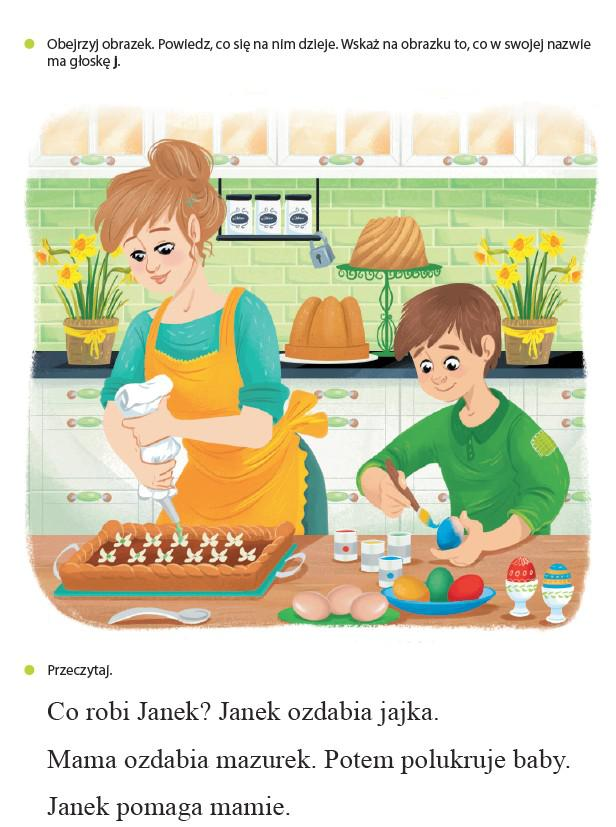 Obejrzyj obrazek. Powiedz, co się na nim dzieje. Wskaż na obrazku to, co w swojej nazwie
ma głoskę j.
Przeczytaj.
Co robi Janek? Janek ozdabia jajka.
Mama ozdabia mazurek. Potem polukruje baby.
Janek pomaga mamie.